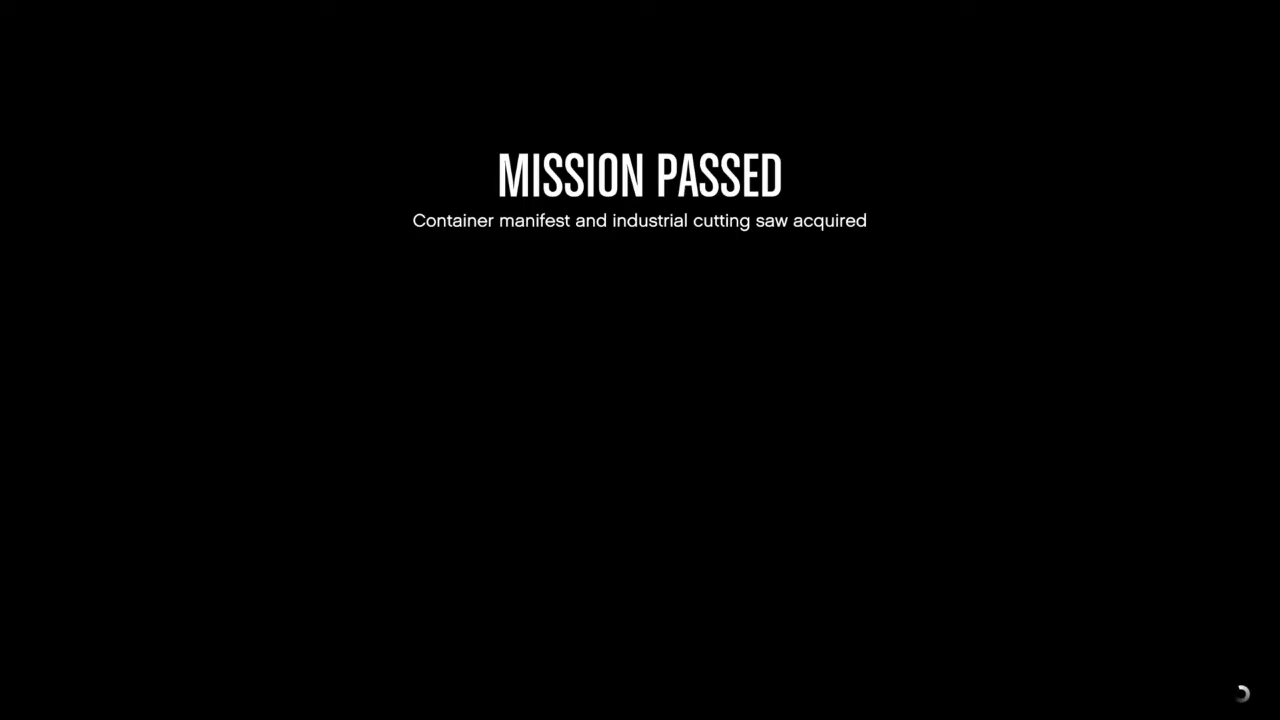 MISSION PASSED
Container manifest and industrial cutting saw acquired